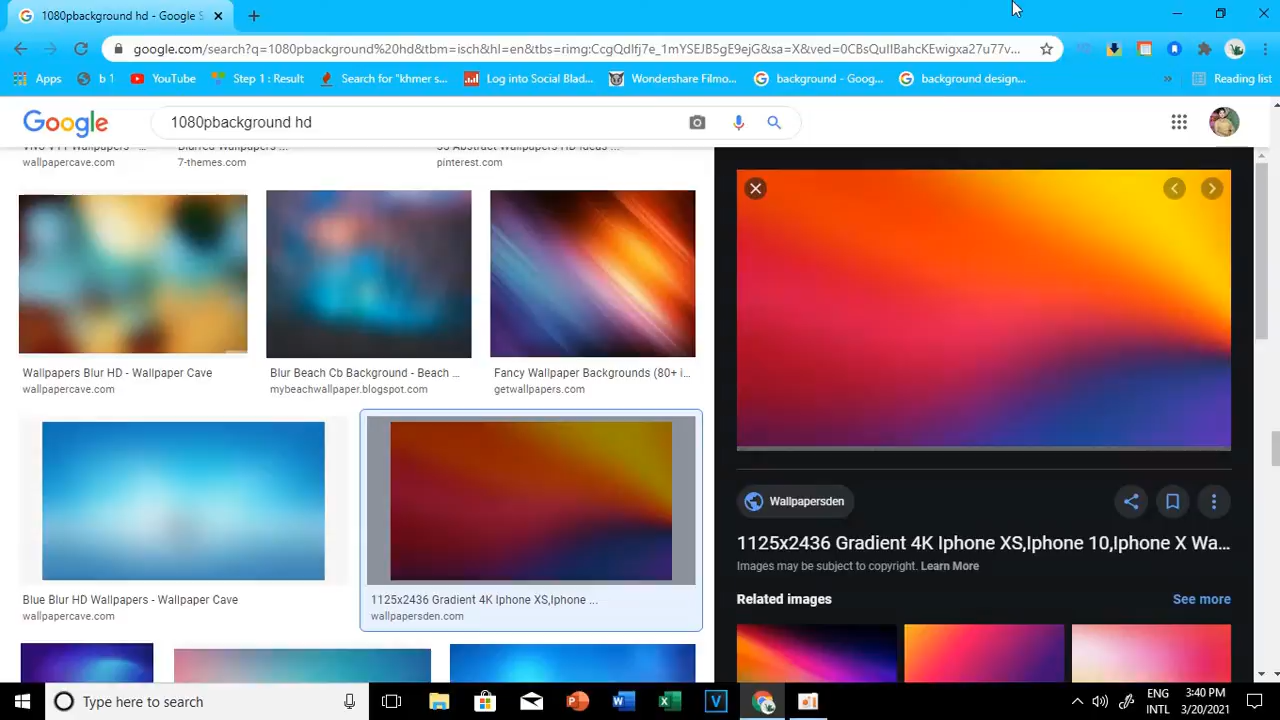 1080pbackground hd - Google S
google.com/search?q=1080pbackground%20hd&tbm=isch&hl=en&tbs=rimg:CcgQdIfj7e_1mYSEJB5gE9ejG&sa=X&ved=0CBsQuIIBahcKEwigxa27u77v...
Apps
b 1
YouTube
Step 1 : Result
Search for "khmer s...
Log into Social Blad...
Wondershare Filmo...
background - Goog...
background design...
»
Reading list
Google
1080pbackground hd
wallpapercave.com
7-themes.com
pinterest.com
Wallpapers Blur HD - Wallpaper Cave
wallpapercave.com
Blur Beach Cb Background - Beach ...
mybeachwallpaper.blogspot.com
Fancy Wallpaper Backgrounds (80+ i...
getwallpapers.com
Blue Blur HD Wallpapers - Wallpaper Cave
wallpapercave.com
1125x2436 Gradient 4K Iphone XS,Iphone ...
wallpapersden.com
Wallpapersden
1125x2436 Gradient 4K Iphone XS,Iphone 10,Iphone X Wa...
Images may be subject to copyright. Learn More
Related images
See more
Type here to search
ENG
INTL
3:40 PM
3/20/2021